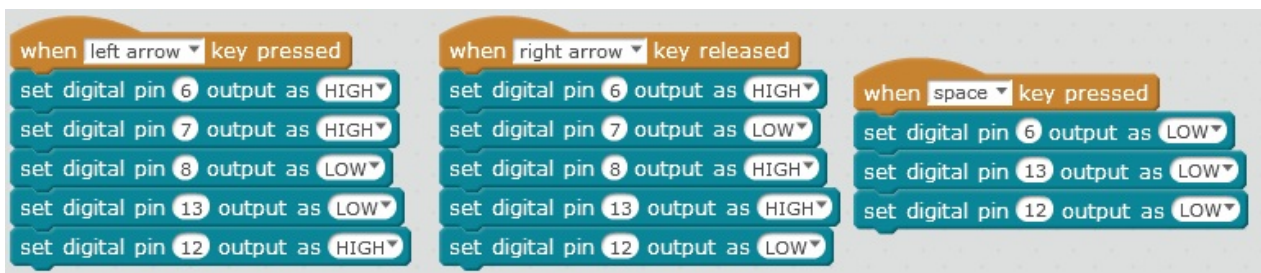 when left arrow key pressed
set digital pin 6 output as HIGH
set digital pin 7 output as HIGH
set digital pin 8 output as LOW
set digital pin 13 output as LOW
set digital pin 12 output as HIGH
when right arrow key released
set digital pin 6 output as HIGH
set digital pin 7 output as LOW
set digital pin 8 output as HIGH
set digital pin 13 output as HIGH
set digital pin 12 output as LOW
when space key pressed
set digital pin 6 output as LOW
set digital pin 13 output as LOW
set digital pin 12 output as LOW